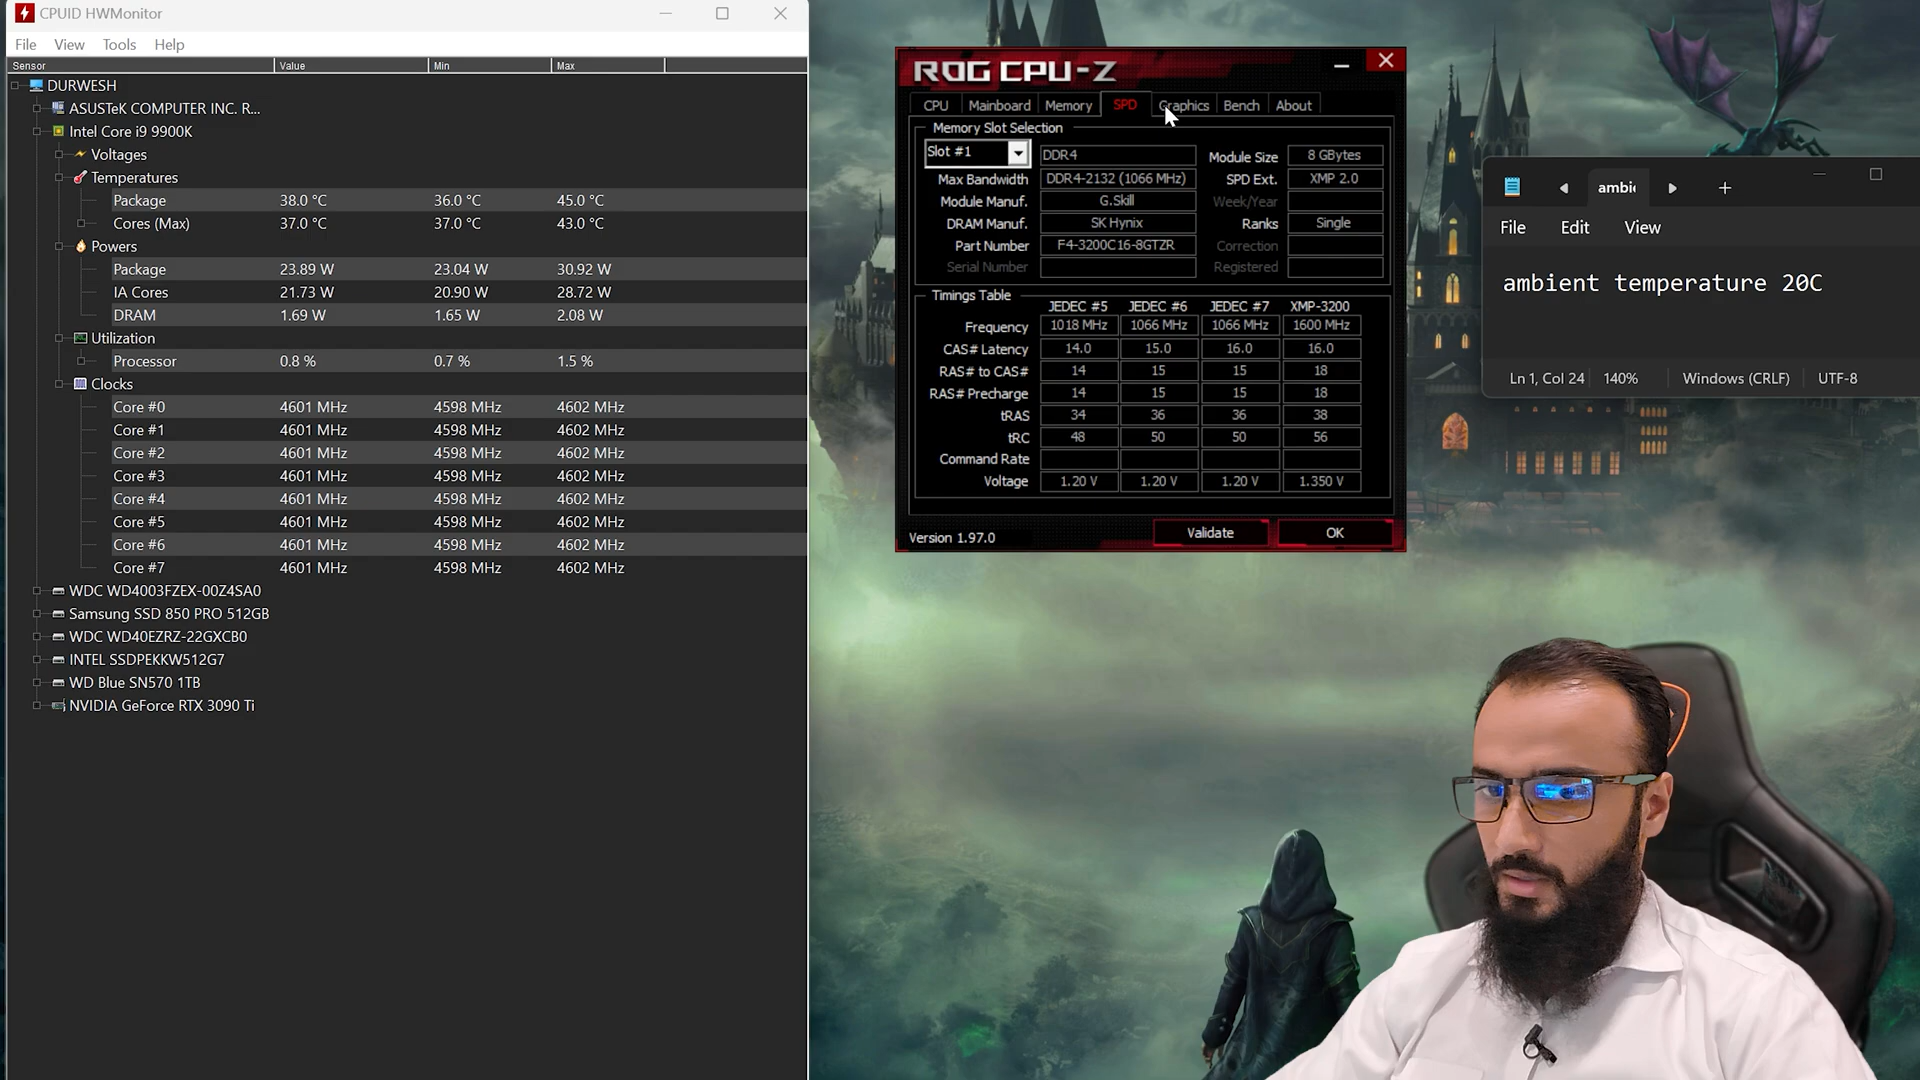 CPUID HWMonitor
File View Tools Help
Sensor Value Min Max
DURWESH
ASUSTeK COMPUTER INC. R...
Intel Core i9 9900K
Voltages
Temperatures
Package 38.0 °C 36.0 °C 45.0 °C
Cores (Max) 37.0 °C 37.0 °C 43.0 °C
Powers
Package 23.89 W 23.04 W 30.92 W
IA Cores 21.73 W 20.90 W 28.72 W
DRAM 1.69 W 1.65 W 2.08 W
Utilization
Processor 0.8 % 0.7 % 1.5 %
Clocks
Core #0 4601 MHz 4598 MHz 4602 MHz
Core #1 4601 MHz 4598 MHz 4602 MHz
Core #2 4601 MHz 4598 MHz 4602 MHz
Core #3 4601 MHz 4598 MHz 4602 MHz
Core #4 4601 MHz 4598 MHz 4602 MHz
Core #5 4601 MHz 4598 MHz 4602 MHz
Core #6 4601 MHz 4598 MHz 4602 MHz
Core #7 4601 MHz 4598 MHz 4602 MHz
WDC WD4003FZEX-00Z4SA0
Samsung SSD 850 PRO 512GB
WDC WD40EZRZ-22GXCB0
INTEL SSDPEKKW512G7
WD Blue SN570 1TB
NVIDIA GeForce RTX 3090 Ti
ROG CPU-Z
CPU Mainboard Memory SPD Graphics Bench About
Memory Slot Selection
Slot #1 DDR4 Module Size 8 GBytes
Max Bandwidth DDR4-2132 (1066 MHz) SPD Ext. XMP 2.0
Module Manuf. G.Skill Week/Year
DRAM Manuf. SK Hynix Ranks Single
Part Number F4-3200C16-8GTZR Correction
Serial Number Registered
Timings Table
JEDEC #5 JEDEC #6 JEDEC #7 XMP-3200
Frequency 1018 MHz 1066 MHz 1066 MHz 1600 MHz
CAS# Latency 14.0 15.0 16.0 16.0
RAS# to CAS# 14 15 15 18
RAS# Precharge 14 15 15 18
tRAS 34 36 36 38
tRC 48 50 50 56
Command Rate
Voltage 1.20 V 1.20 V 1.20 V 1.350 V
Version 1.97.0 Validate OK
ambi
File Edit View
ambient temperature 20C
Ln 1, Col 24 140% Windows (CRLF) UTF-8